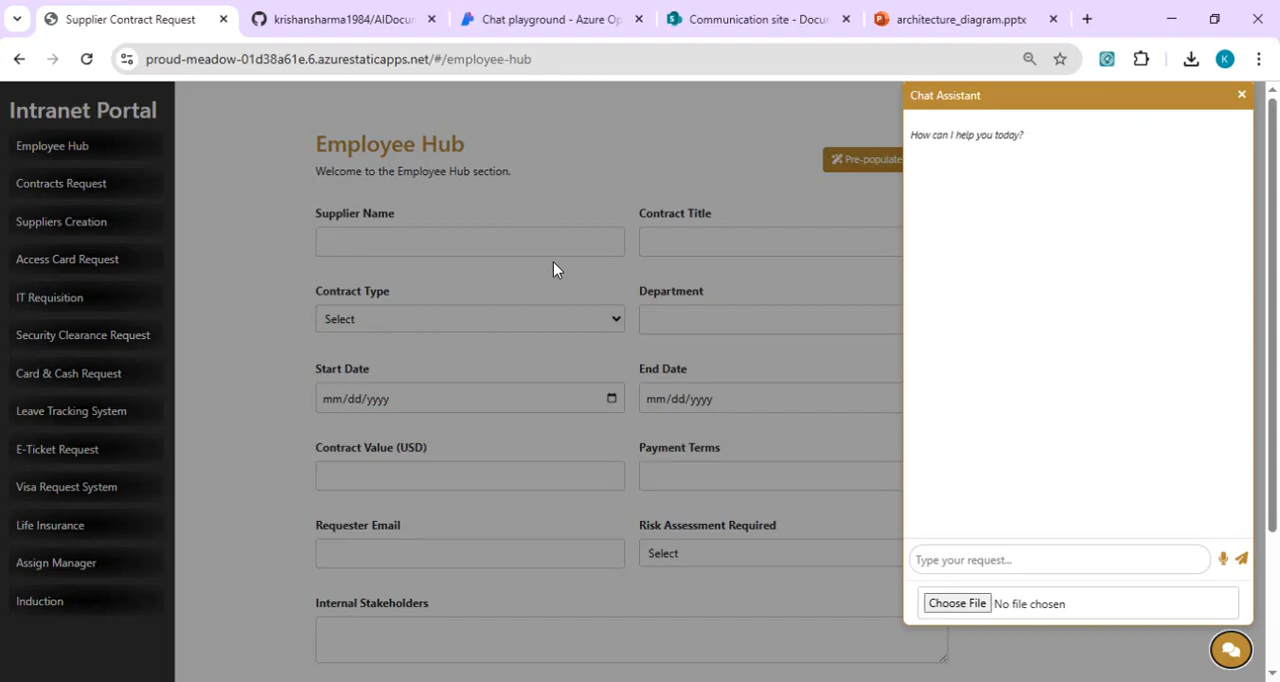 Supplier Contract Request
krishansharma1984/AIDocu
Chat playground - Azure Op
Communication site - Docu
architecture_diagram.pptx
proud-meadow-01d38a61e.6.azurestaticapps.net/#/employee-hub
K
Intranet Portal
Employee Hub
Contracts Request
Suppliers Creation
Access Card Request
IT Requisition
Security Clearance Request
Card & Cash Request
Leave Tracking System
E-Ticket Request
Visa Request System
Life Insurance
Assign Manager
Induction
Employee Hub
Welcome to the Employee Hub section.
Pre-populate
Supplier Name
Contract Title
Contract Type
Department
Select
Start Date
End Date
mm/dd/yyyy
mm/dd/yyyy
Contract Value (USD)
Payment Terms
Requester Email
Risk Assessment Required
Select
Internal Stakeholders
Chat Assistant
How can I help you today?
Type your request...
Choose File No file chosen